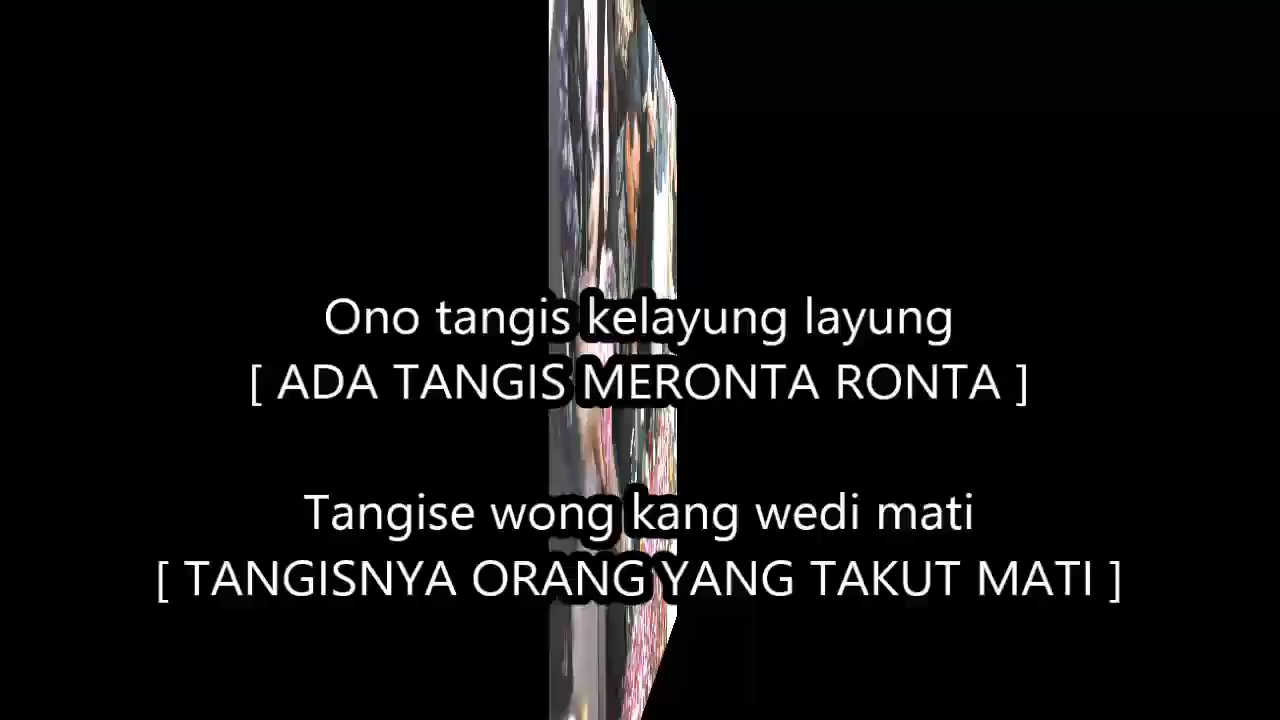 Ono tangis kelayung layung
[ ADA TANGIS MERONTA RONTA ]
Tangise wong kang wedi mati
[ TANGISNYA ORANG YANG TAKUT MATI ]